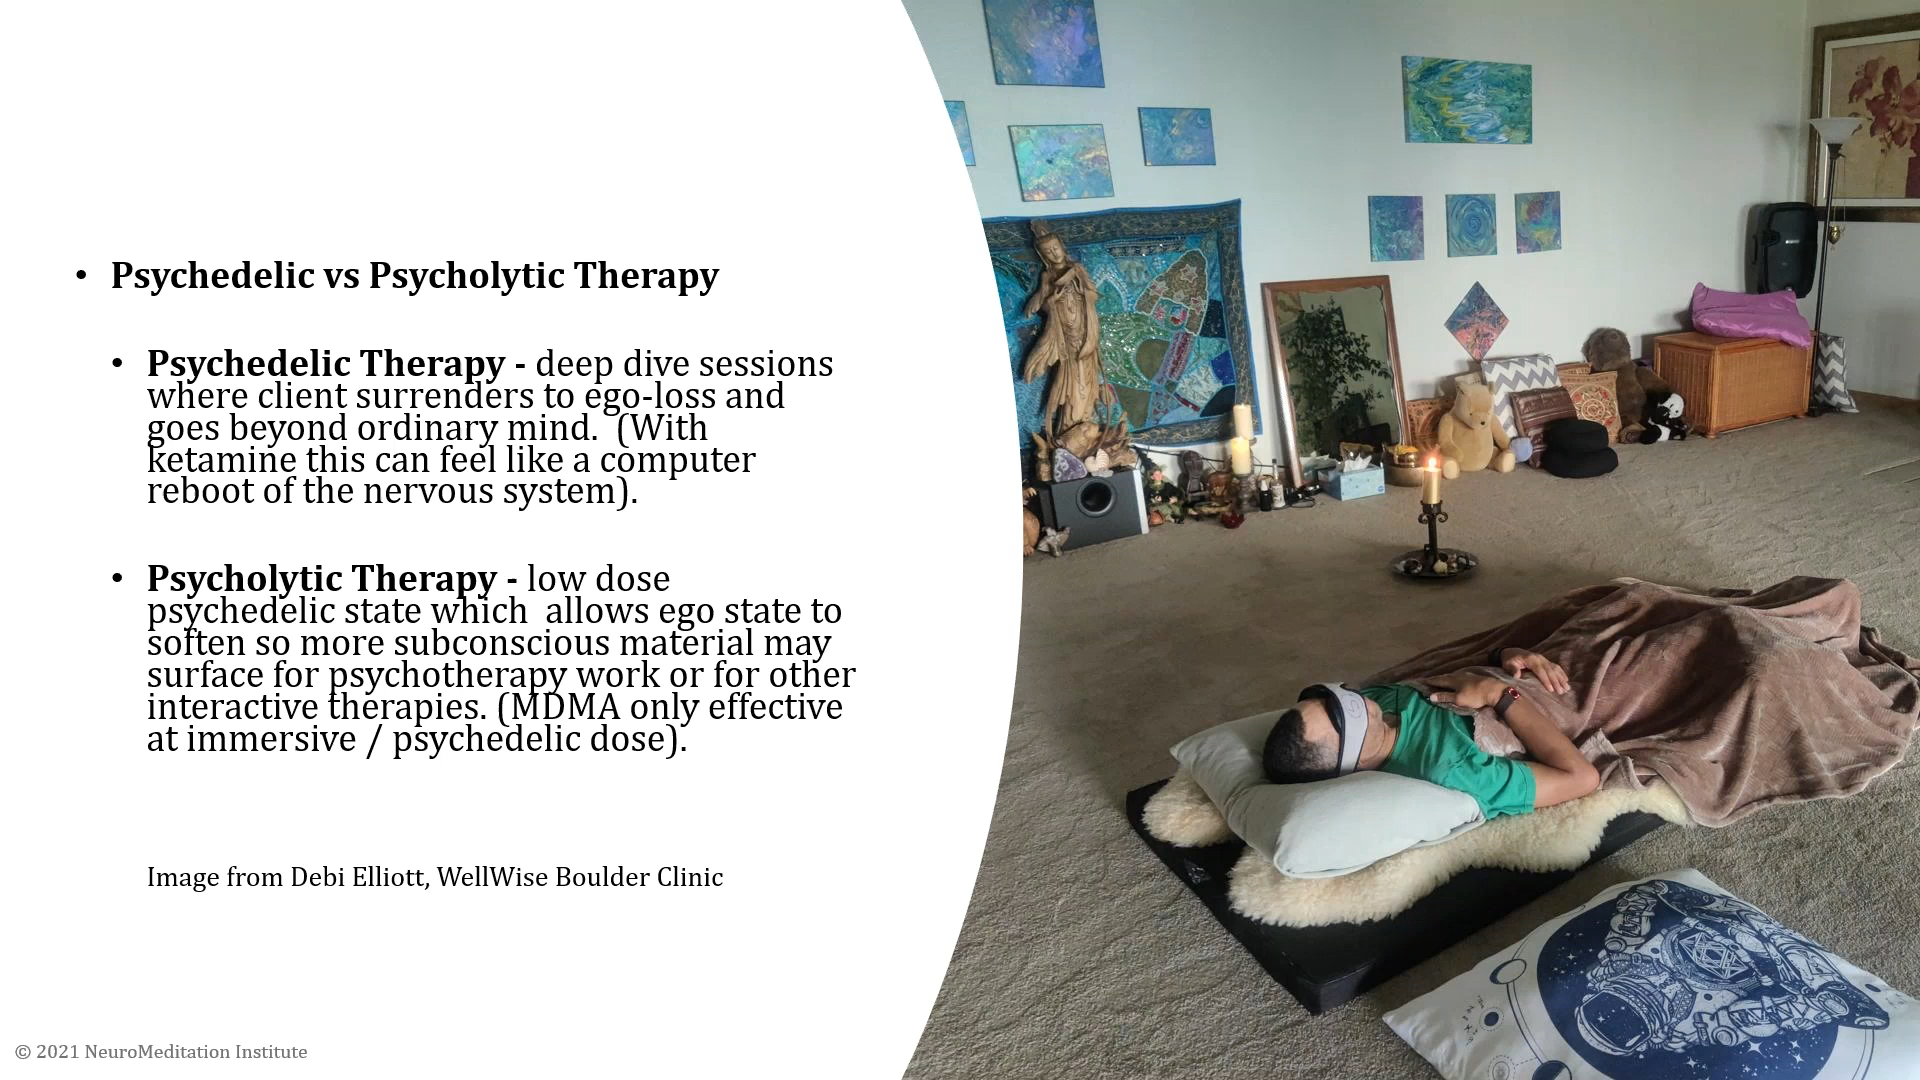 • Psychedelic vs Psycholytic Therapy
• Psychedelic Therapy - deep dive sessions
where client surrenders to ego-loss and
goes beyond ordinary mind.  (With
ketamine this can feel like a computer
reboot of the nervous system).
• Psycholytic Therapy - low dose
psychedelic state which  allows ego state to
soften so more subconscious material may
surface for psychotherapy work or for other
interactive therapies. (MDMA only effective
at immersive / psychedelic dose).
Image from Debi Elliott, WellWise Boulder Clinic
© 2021 NeuroMeditation Institute